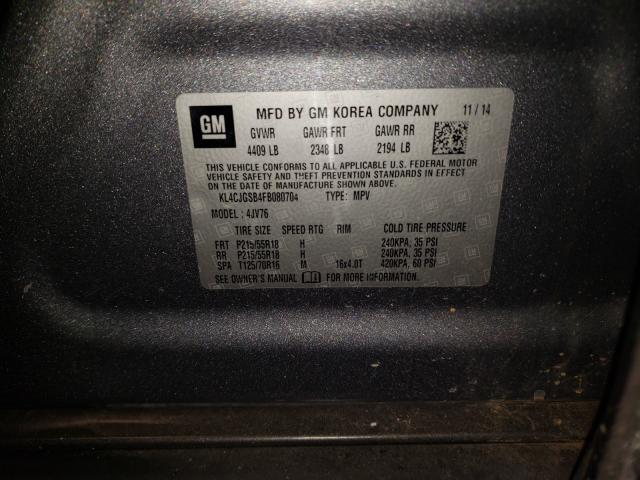 GM MFD BY GM KOREA COMPANY 11/14
GVWR GAWR FRT GAWR RR
4409 LB 2348 LB 2194 LB
THIS VEHICLE CONFORMS TO ALL APPLICABLE U.S. FEDERAL MOTOR
VEHICLE SAFETY AND THEFT PREVENTION STANDARDS IN EFFECT
ON THE DATE OF MANUFACTURE SHOWN ABOVE.
KL4CJGSB4FB080704 TYPE: MPV
MODEL: 4JV76
TIRE SIZE SPEED RTG RIM COLD TIRE PRESSURE
FRT P215/55R18 H 240KPA, 35 PSI
RR P215/55R18 H 240KPA, 35 PSI
SPA T125/70R16 M 16x4.0T 420KPA, 60 PSI
SEE OWNER'S MANUAL FOR MORE INFORMATION.